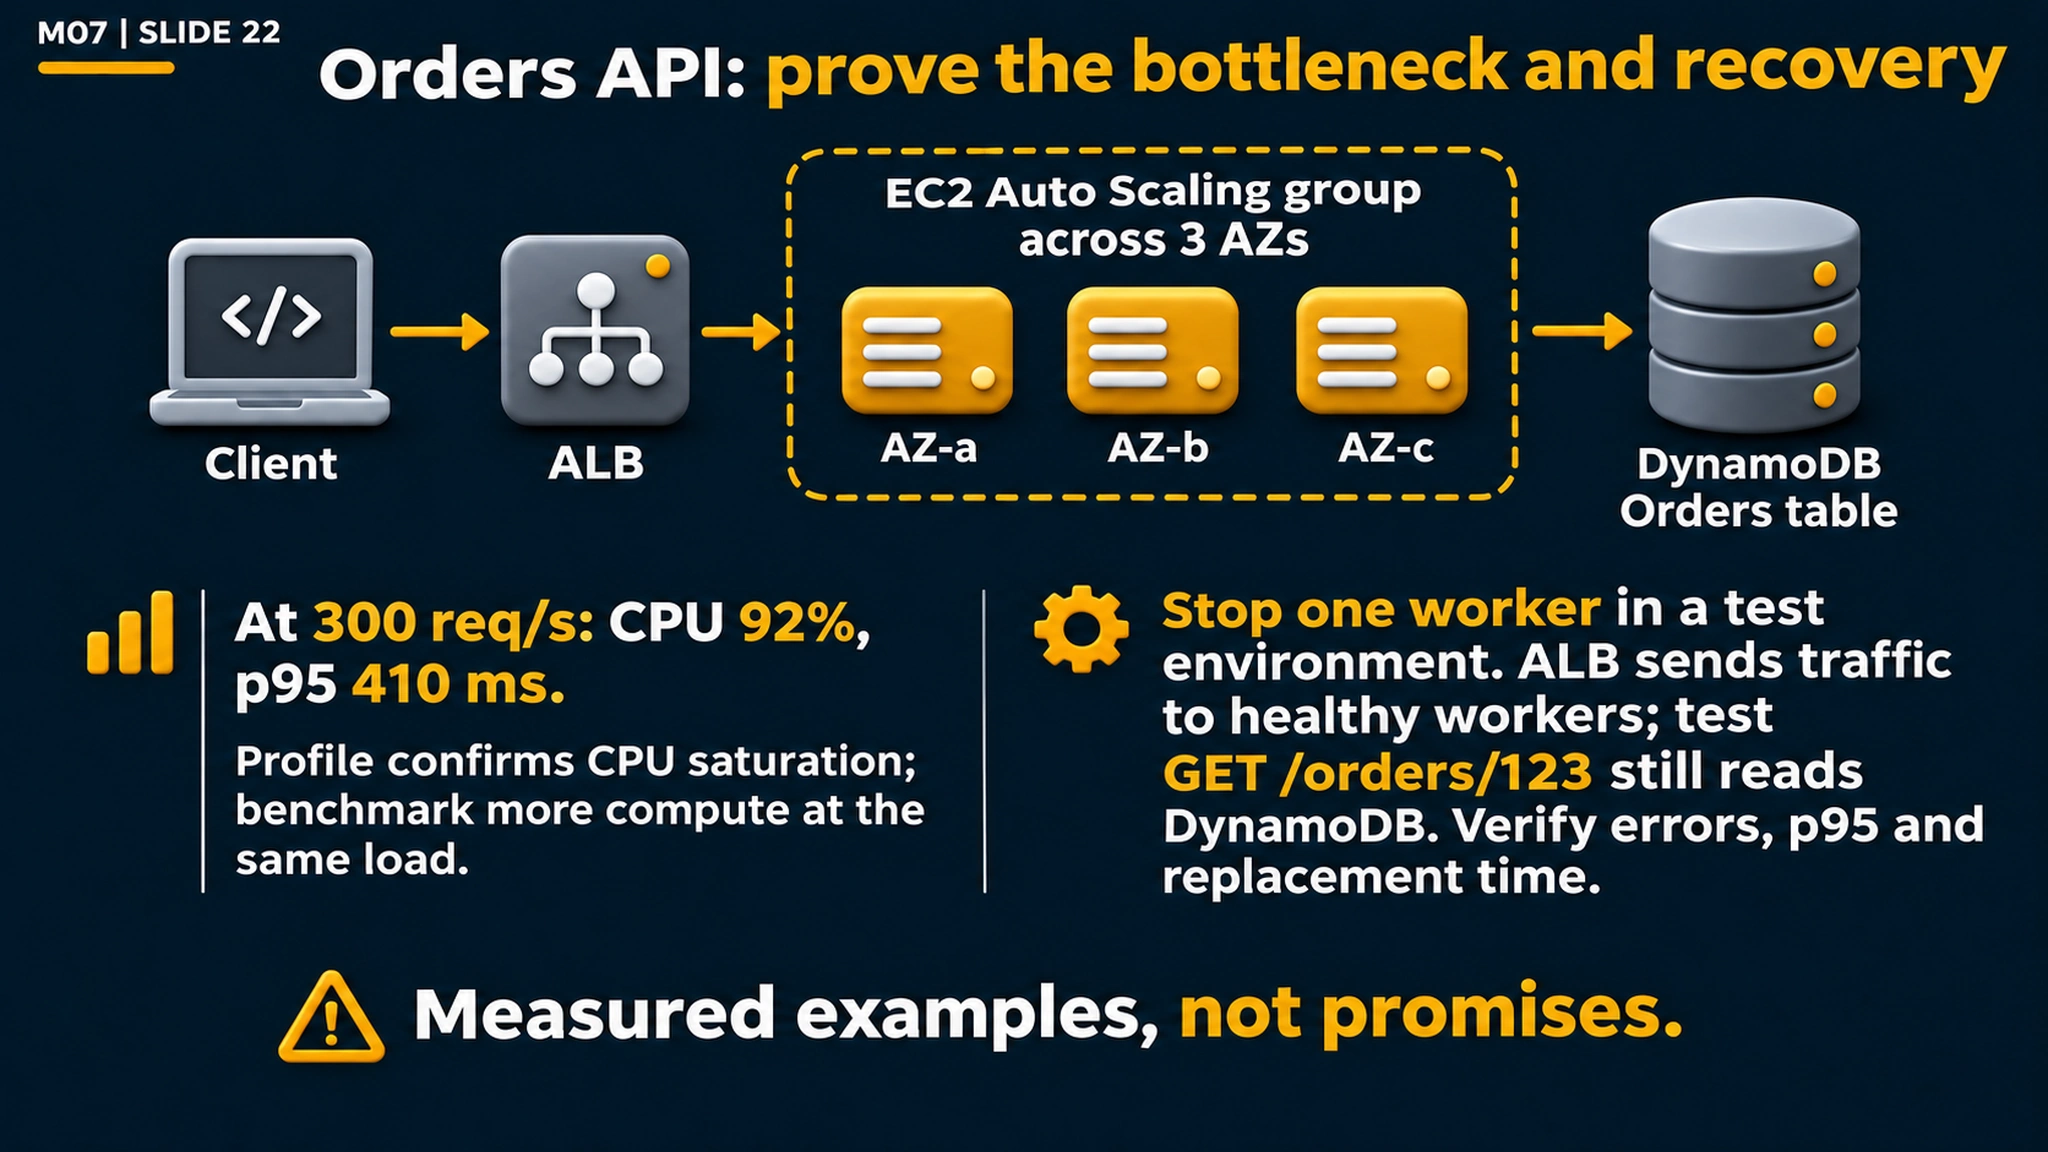 M07 | SLIDE 22
Orders API: prove the bottleneck and recovery
EC2 Auto Scaling group
across 3 AZs
</>
Client
ALB
AZ-a
AZ-b
AZ-c
DynamoDB
Orders table
At 300 req/s: CPU 92%,
p95 410 ms.
Profile confirms CPU saturation;
benchmark more compute at the
same load.
Stop one worker in a test
environment. ALB sends traffic
to healthy workers; test
GET /orders/123 still reads
DynamoDB. Verify errors, p95 and
replacement time.
Measured examples, not promises.